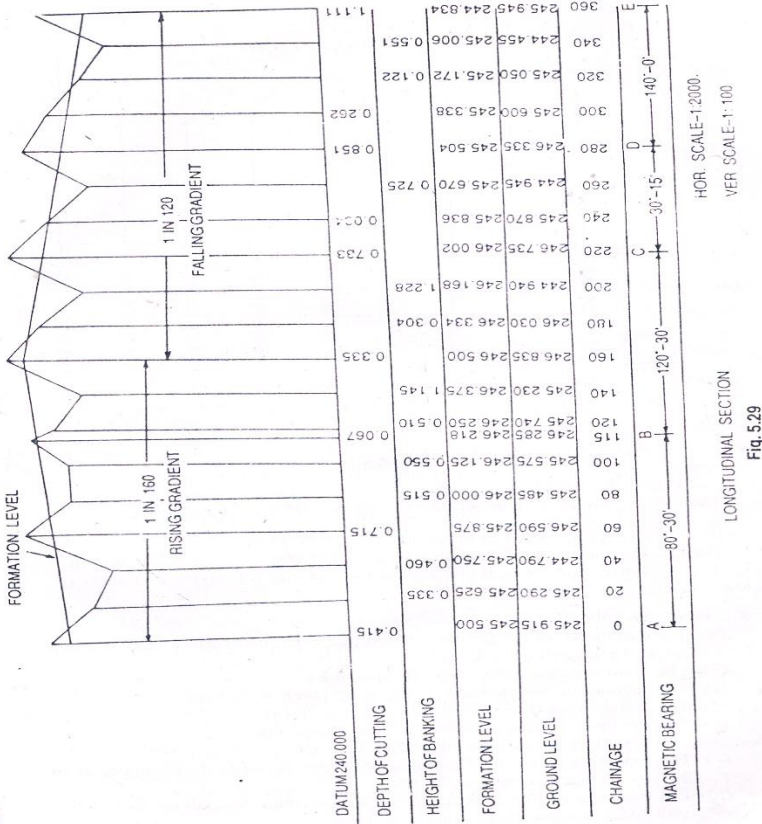 FORMATION LEVEL
1 IN 160
RISING GRADIENT
1 IN 120
FALLING GRADIENT
DATUM 240.000
DEPTH OF CUTTING 0.415 0.715 0.067 0.335 0.733 0.851 0.262 1.111
HEIGHT OF BANKING 0.335 0.460 0.515 0.550 0.510 1.145 0.304 1.228 0.725 0.122 0.551
FORMATION LEVEL 245.500 245.625 245.750 245.875 246.000 246.125 246.218 246.250 246.375 246.500 246.334 246.168 246.002 245.836 245.670 245.504 245.338 245.172 245.006 244.834
GROUND LEVEL 245.915 245.290 244.790 246.590 245.485 245.575 246.285 245.740 245.230 246.835 246.030 244.940 246.735 245.870 244.945 246.335 245.600 245.050 244.455 245.945
CHAINAGE 0 20 40 60 80 100 115 120 140 160 180 200 220 240 260 280 300 320 340 360
MAGNETIC BEARING A 80°-30' B 120°-30' C 30°-15' D 140°-0' E
HOR. SCALE-1:2000.
VER SCALE-1:100
LONGITUDINAL SECTION
Fig. 5.29